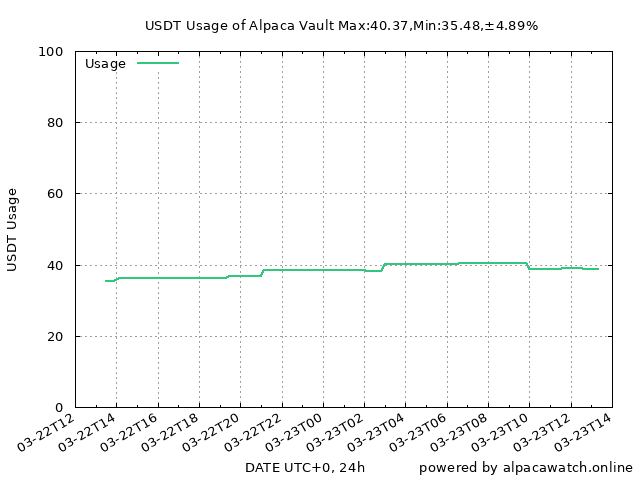 USDT Usage of Alpaca Vault Max:40.37,Min:35.48,±4.89%
Usage
100
80
60
40
20
0
USDT Usage
03-22T12
03-22T14
03-22T16
03-22T18
03-22T20
03-22T22
03-23T00
03-23T02
03-23T04
03-23T06
03-23T08
03-23T10
03-23T12
03-23T14
DATE UTC+0, 24h
powered by alpacawatch.online